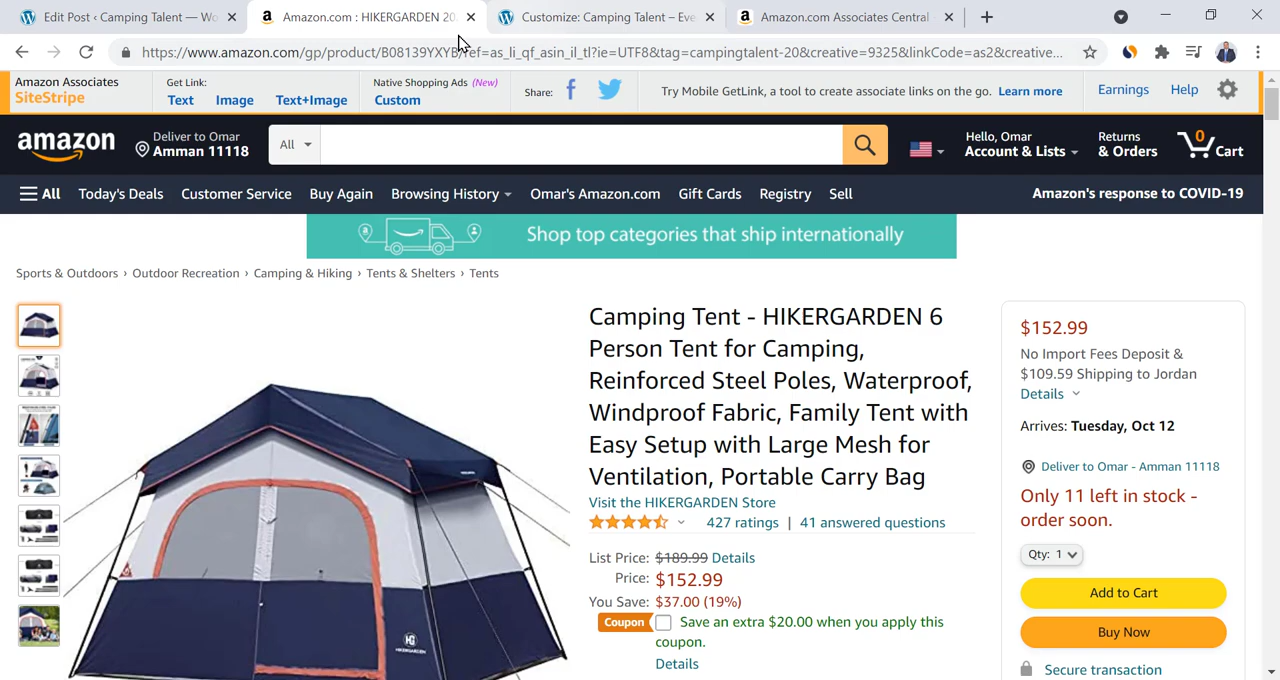 Edit Post ‹ Camping Talent — Wo
Amazon.com : HIKERGARDEN 20
Customize: Camping Talent – Eve
Amazon.com Associates Central
https://www.amazon.com/gp/product/B08139YXYB ef=as_li_qf_asin_il_tl?ie=UTF8&tag=campingtalent-20&creative=9325&linkCode=as2&creative...
Amazon Associates
SiteStripe
Get Link:
Text Image Text+Image
Native Shopping Ads (New)
Custom
Share:
Try Mobile GetLink, a tool to create associate links on the go. Learn more
Earnings Help
amazon
Deliver to Omar
Amman 11118
All
Hello, Omar
Account & Lists
Returns
& Orders
0
Cart
All Today's Deals Customer Service Buy Again Browsing History Omar's Amazon.com Gift Cards Registry Sell
Amazon's response to COVID-19
Shop top categories that ship internationally
Sports & Outdoors › Outdoor Recreation › Camping & Hiking › Tents & Shelters › Tents
HG
HIKERGARDEN
Camping Tent - HIKERGARDEN 6
Person Tent for Camping,
Reinforced Steel Poles, Waterproof,
Windproof Fabric, Family Tent with
Easy Setup with Large Mesh for
Ventilation, Portable Carry Bag
Visit the HIKERGARDEN Store
427 ratings | 41 answered questions
List Price: $189.99 Details
Price: $152.99
You Save: $37.00 (19%)
Coupon Save an extra $20.00 when you apply this
coupon.
Details
$152.99
No Import Fees Deposit &
$109.59 Shipping to Jordan
Details
Arrives: Tuesday, Oct 12
Deliver to Omar - Amman 11118
Only 11 left in stock -
order soon.
Qty: 1
Add to Cart
Buy Now
Secure transaction